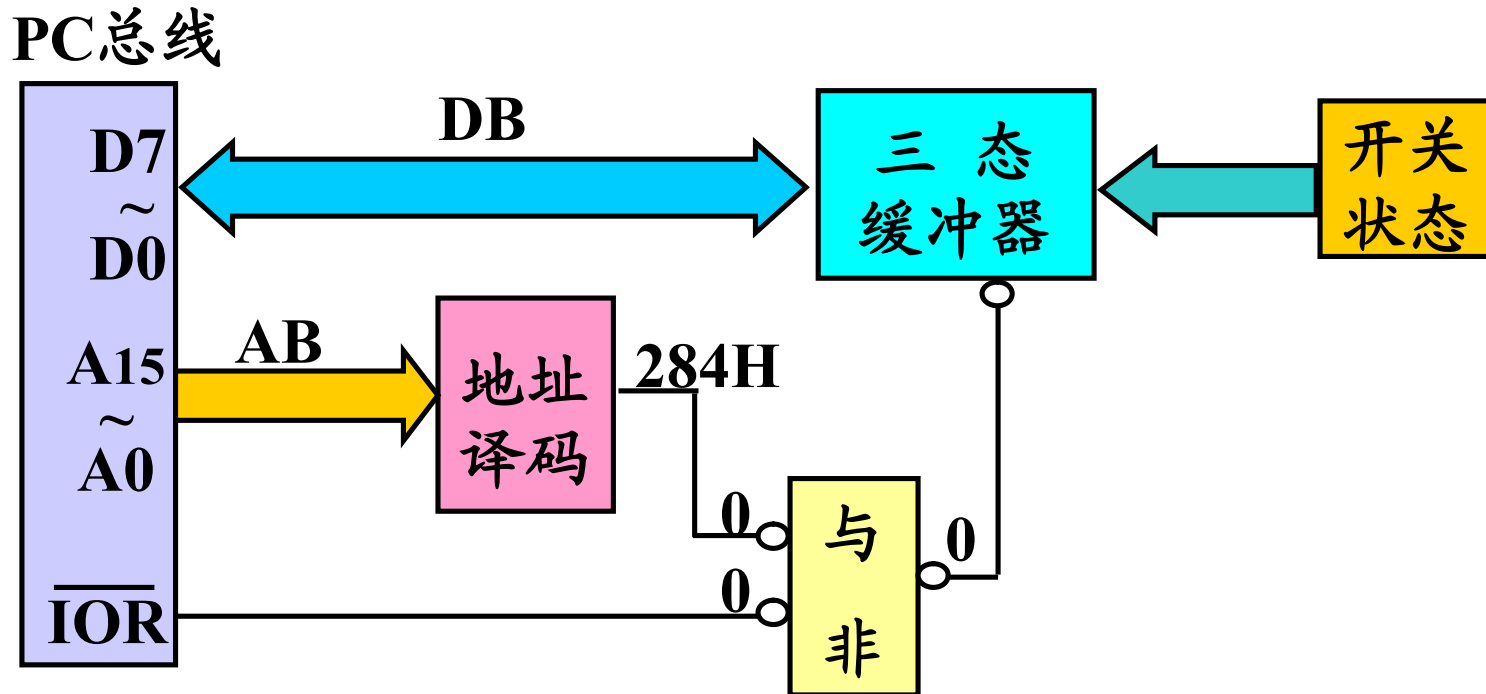 PC总线
D7
~
D0
DB
三 态
缓冲器
开关
状态
A15
~
A0
AB
地址
译码
284H
0
0
与
非
0
IOR